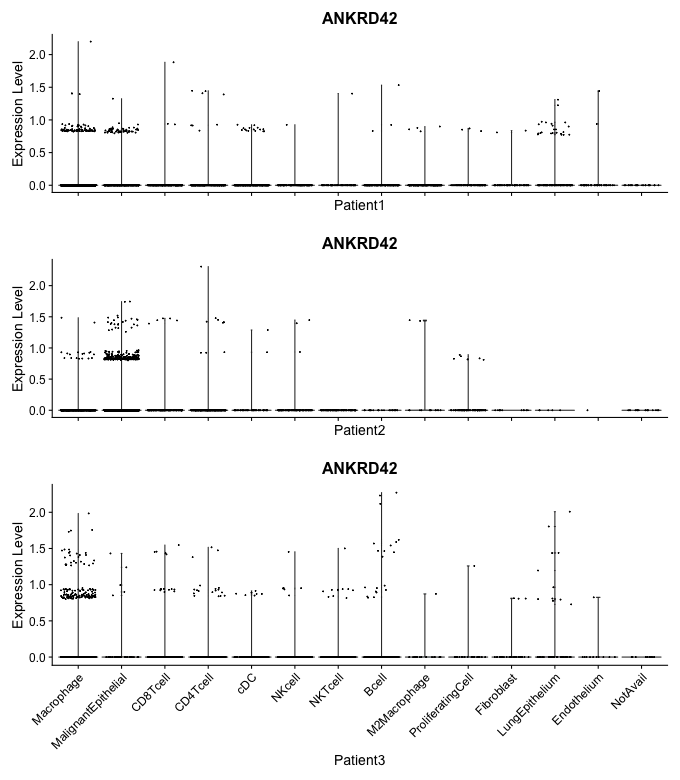 ANKRD42
Expression Level
2.0
1.5
1.0
0.5
0.0
Patient1
ANKRD42
Expression Level
2.0
1.5
1.0
0.5
0.0
Patient2
ANKRD42
Expression Level
2.0
1.5
1.0
0.5
0.0
Macrophage
MalignantEpithelial
CD8Tcell
CD4Tcell
cDC
NKcell
NKTcell
Bcell
M2Macrophage
ProliferatingCell
Fibroblast
LungEpithelium
Endothelium
NotAvail
Patient3